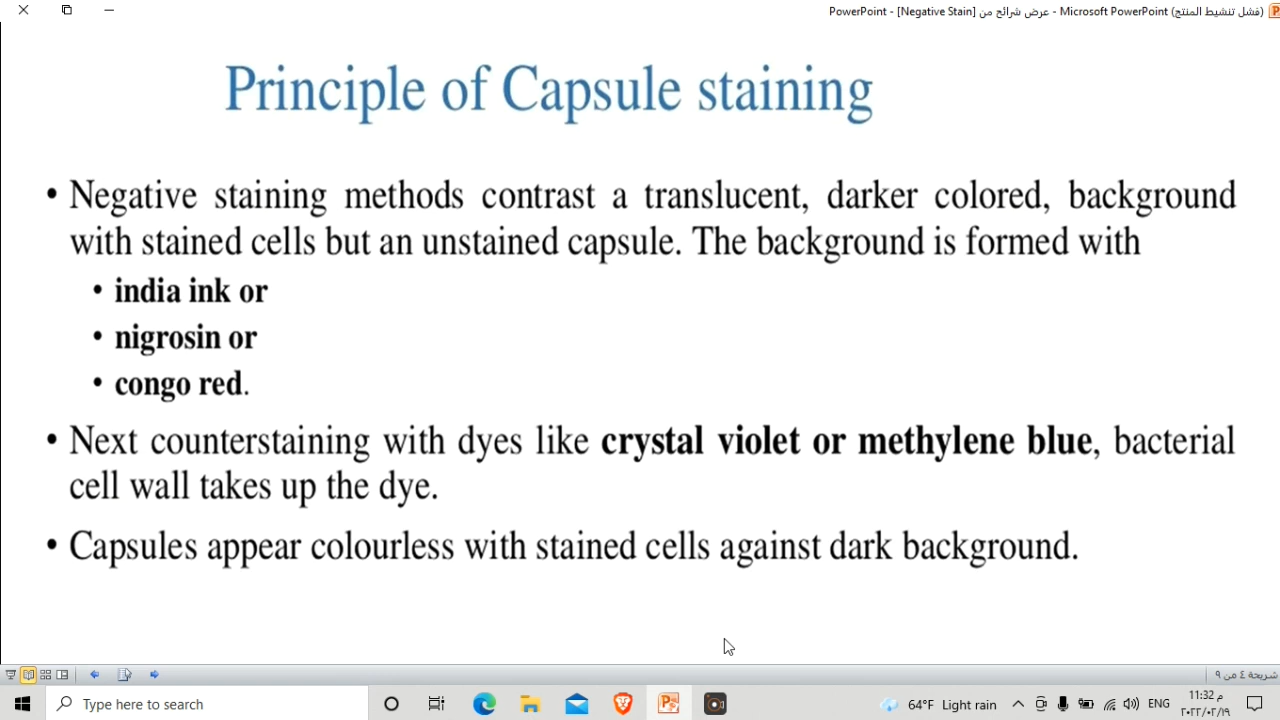 PowerPoint - [Negative Stain] عرض شرائح من - Microsoft PowerPoint (فشل تنشيط المنتج)
Principle of Capsule staining
• Negative staining methods contrast a translucent, darker colored, background
with stained cells but an unstained capsule. The background is formed with
• india ink or
• nigrosin or
• congo red.
• Next counterstaining with dyes like crystal violet or methylene blue, bacterial
cell wall takes up the dye.
• Capsules appear colourless with stained cells against dark background.
شريحة ٤ من ٩
Type here to search
64°F Light rain
ENG
11:32 م
٢٠٢٢/٠٢/١٩